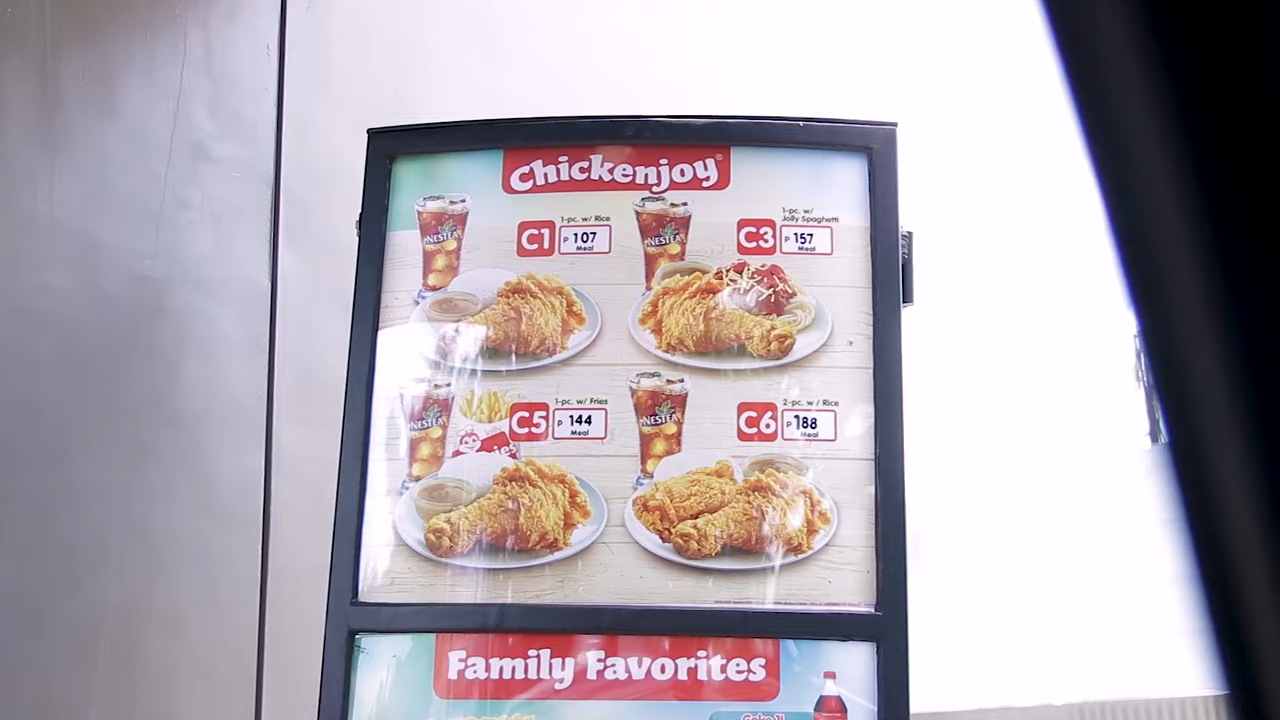 Chickenjoy®
NESTEA
C1
1-pc. w/ Rice
P 107
Meal
NESTEA
C3
1-pc. w/
Jolly Spaghetti
P 157
Meal
NESTEA
C5
1-pc. w/ Fries
P 144
Meal
NESTEA
C6
2-pc. w/ Rice
P 188
Meal
Family Favorites